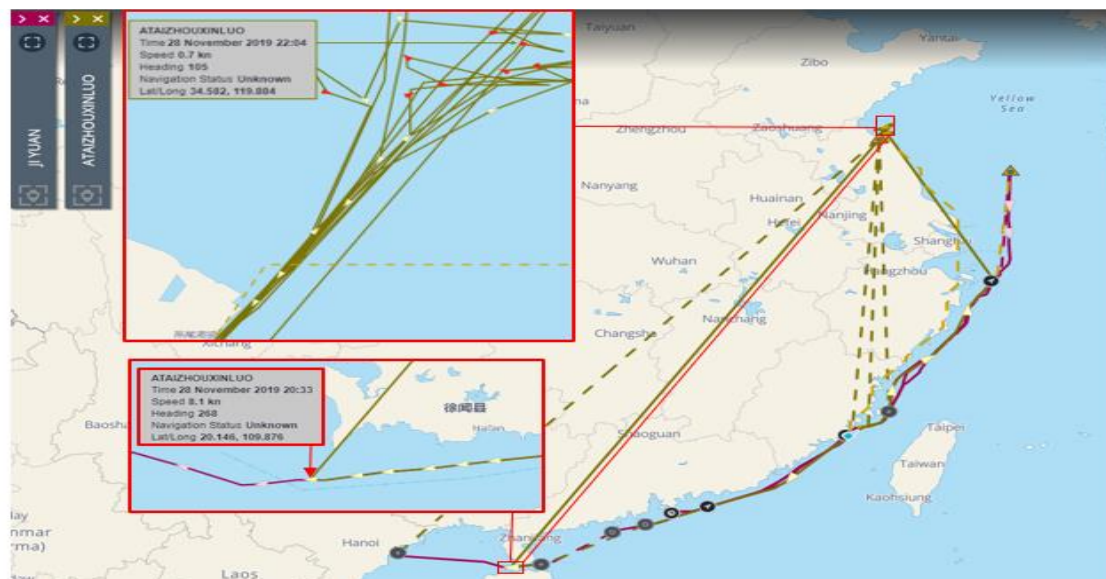 JI YUAN
ATAIZHOUXINLUO
ATAIZHOUXINLUO
Time 28 November 2019 22:04
Speed 0.7 kn
Heading 105
Navigation Status Unknown
Lat/Long 34.582, 119.884
Xichang
ATAIZHOUXINLUO
Time 28 November 2019 20:33
Speed 8.1 kn
Heading 268
Navigation Status Unknown
Lat/Long 20.146, 109.876
徐闻县
Hai'an
Taiyuan
Yantai
Zibo
Yellow
Sea
Zhengzhou
Zaozhuang
Nanyang
Huainan
Hefei
Nanjing
Shanghai
Wuhan
Hangzhou
Changsha
Nanchang
Baosha
Shaoguan
Taipei
Taiwan
Kaohsiung
Hanoi
Zhanjiang
Laos